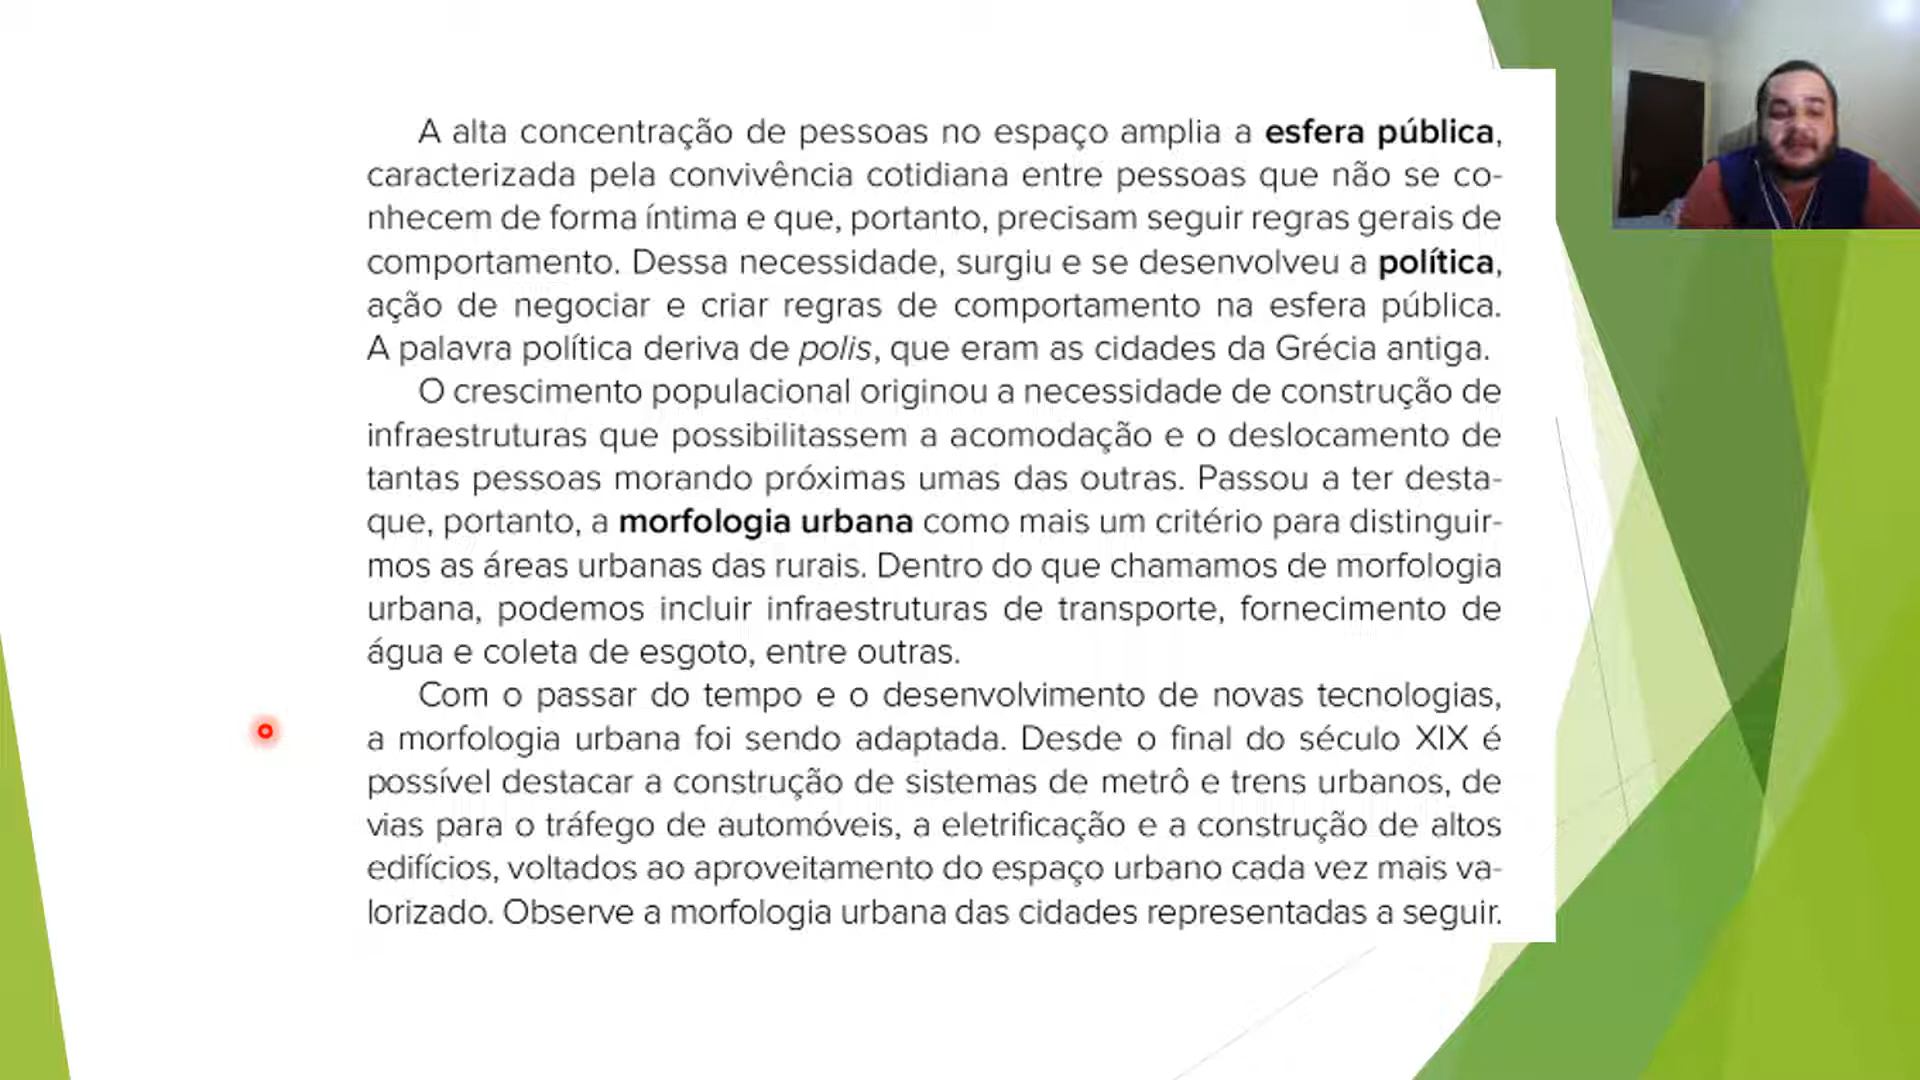 A alta concentração de pessoas no espaço amplia a esfera pública,
caracterizada pela convivência cotidiana entre pessoas que não se co-
nhecem de forma íntima e que, portanto, precisam seguir regras gerais de
comportamento. Dessa necessidade, surgiu e se desenvolveu a política,
ação de negociar e criar regras de comportamento na esfera pública.
A palavra política deriva de polis, que eram as cidades da Grécia antiga.
O crescimento populacional originou a necessidade de construção de
infraestruturas que possibilitassem a acomodação e o deslocamento de
tantas pessoas morando próximas umas das outras. Passou a ter desta-
que, portanto, a morfologia urbana como mais um critério para distinguir-
mos as áreas urbanas das rurais. Dentro do que chamamos de morfologia
urbana, podemos incluir infraestruturas de transporte, fornecimento de
água e coleta de esgoto, entre outras.
Com o passar do tempo e o desenvolvimento de novas tecnologias,
a morfologia urbana foi sendo adaptada. Desde o final do século XIX é
possível destacar a construção de sistemas de metrô e trens urbanos, de
vias para o tráfego de automóveis, a eletrificação e a construção de altos
edifícios, voltados ao aproveitamento do espaço urbano cada vez mais va-
lorizado. Observe a morfologia urbana das cidades representadas a seguir.